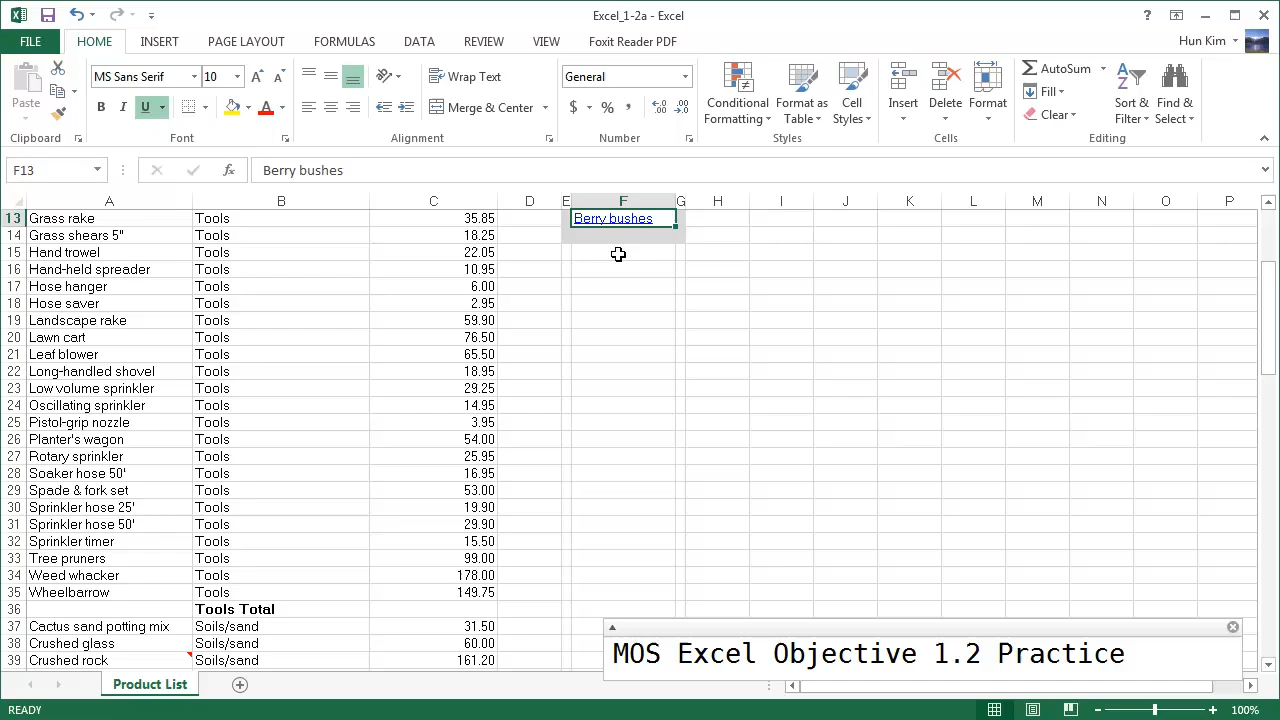 Excel_1-2a - Excel
FILE HOME INSERT PAGE LAYOUT FORMULAS DATA REVIEW VIEW Foxit Reader PDF Hun Kim
Paste
MS Sans Serif 10
B I U
Wrap Text
Merge & Center
General
$ % ,
Conditional Formatting
Format as Table
Cell Styles
Insert Delete Format
AutoSum
Fill
Clear
Sort & Filter
Find & Select
Clipboard Font Alignment Number Styles Cells Editing
F13 fx Berry bushes
A B C D E F G H I J K L M N O P
13 Grass rake Tools 35.85 Berry bushes
14 Grass shears 5" Tools 18.25
15 Hand trowel Tools 22.05
16 Hand-held spreader Tools 10.95
17 Hose hanger Tools 6.00
18 Hose saver Tools 2.95
19 Landscape rake Tools 59.90
20 Lawn cart Tools 76.50
21 Leaf blower Tools 65.50
22 Long-handled shovel Tools 18.95
23 Low volume sprinkler Tools 29.25
24 Oscillating sprinkler Tools 14.95
25 Pistol-grip nozzle Tools 3.95
26 Planter's wagon Tools 54.00
27 Rotary sprinkler Tools 25.95
28 Soaker hose 50' Tools 16.95
29 Spade & fork set Tools 53.00
30 Sprinkler hose 25' Tools 19.90
31 Sprinkler hose 50' Tools 29.90
32 Sprinkler timer Tools 15.50
33 Tree pruners Tools 99.00
34 Weed whacker Tools 178.00
35 Wheelbarrow Tools 149.75
36 Tools Total
37 Cactus sand potting mix Soils/sand 31.50
38 Crushed glass Soils/sand 60.00
39 Crushed rock Soils/sand 161.20
MOS Excel Objective 1.2 Practice
Product List
READY 100%